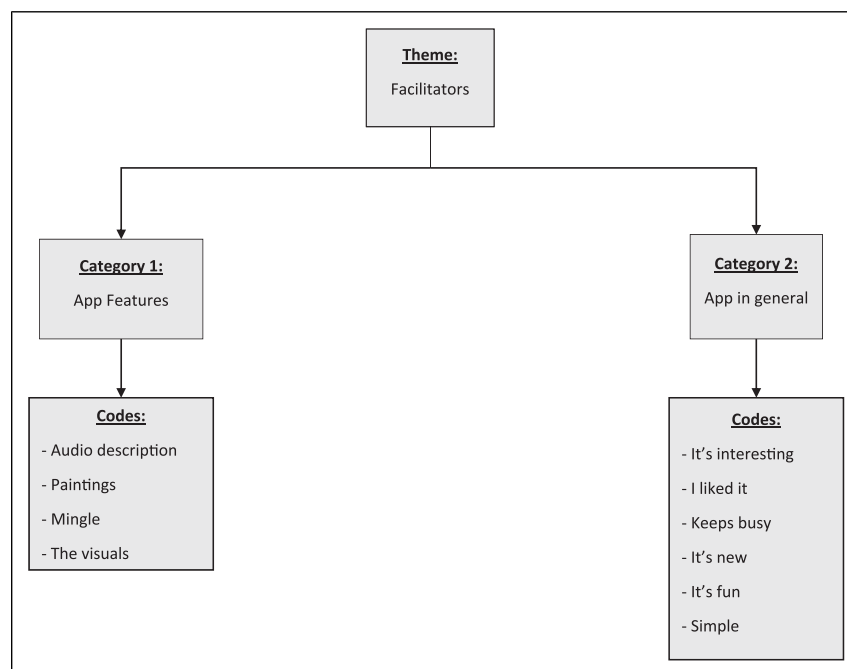 Theme:
Facilitators
Category 1:
App Features
Category 2:
App in general
Codes:
- Audio description
- Paintings
- Mingle
- The visuals
Codes:
- It’s interesting
- I liked it
- Keeps busy
- It’s new
- It’s fun
- Simple